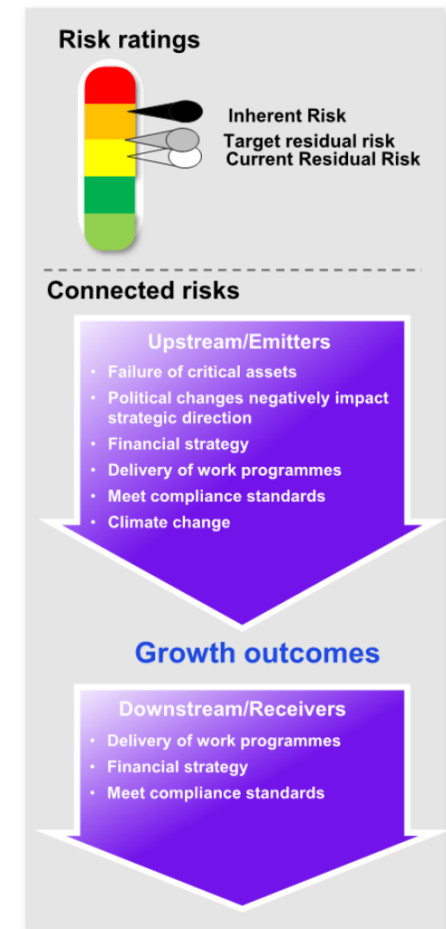 Risk ratings
Inherent Risk
Target residual risk
Current Residual Risk
Connected risks
Upstream/Emitters
• Failure of critical assets
• Political changes negatively impact
strategic direction
• Financial strategy
• Delivery of work programmes
• Meet compliance standards
• Climate change
Growth outcomes
Downstream/Receivers
• Delivery of work programmes
• Financial strategy
• Meet compliance standards